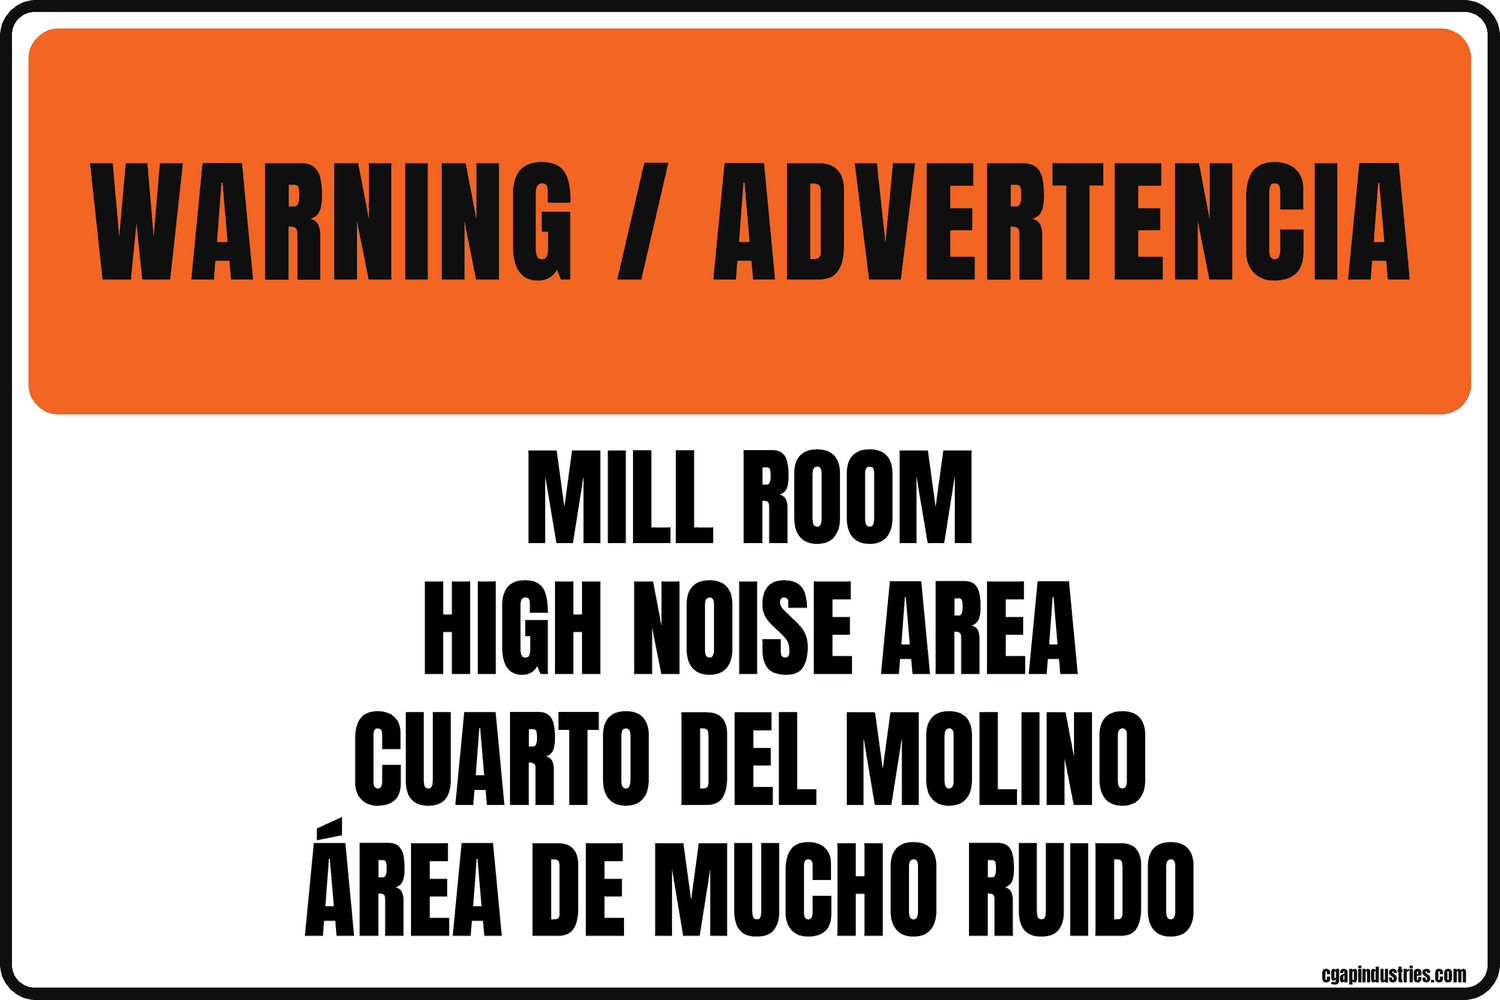 WARNING / ADVERTENCIA
MILL ROOM
HIGH NOISE AREA
CUARTO DEL MOLINO
ÁREA DE MUCHO RUIDO
cgapindustries.com